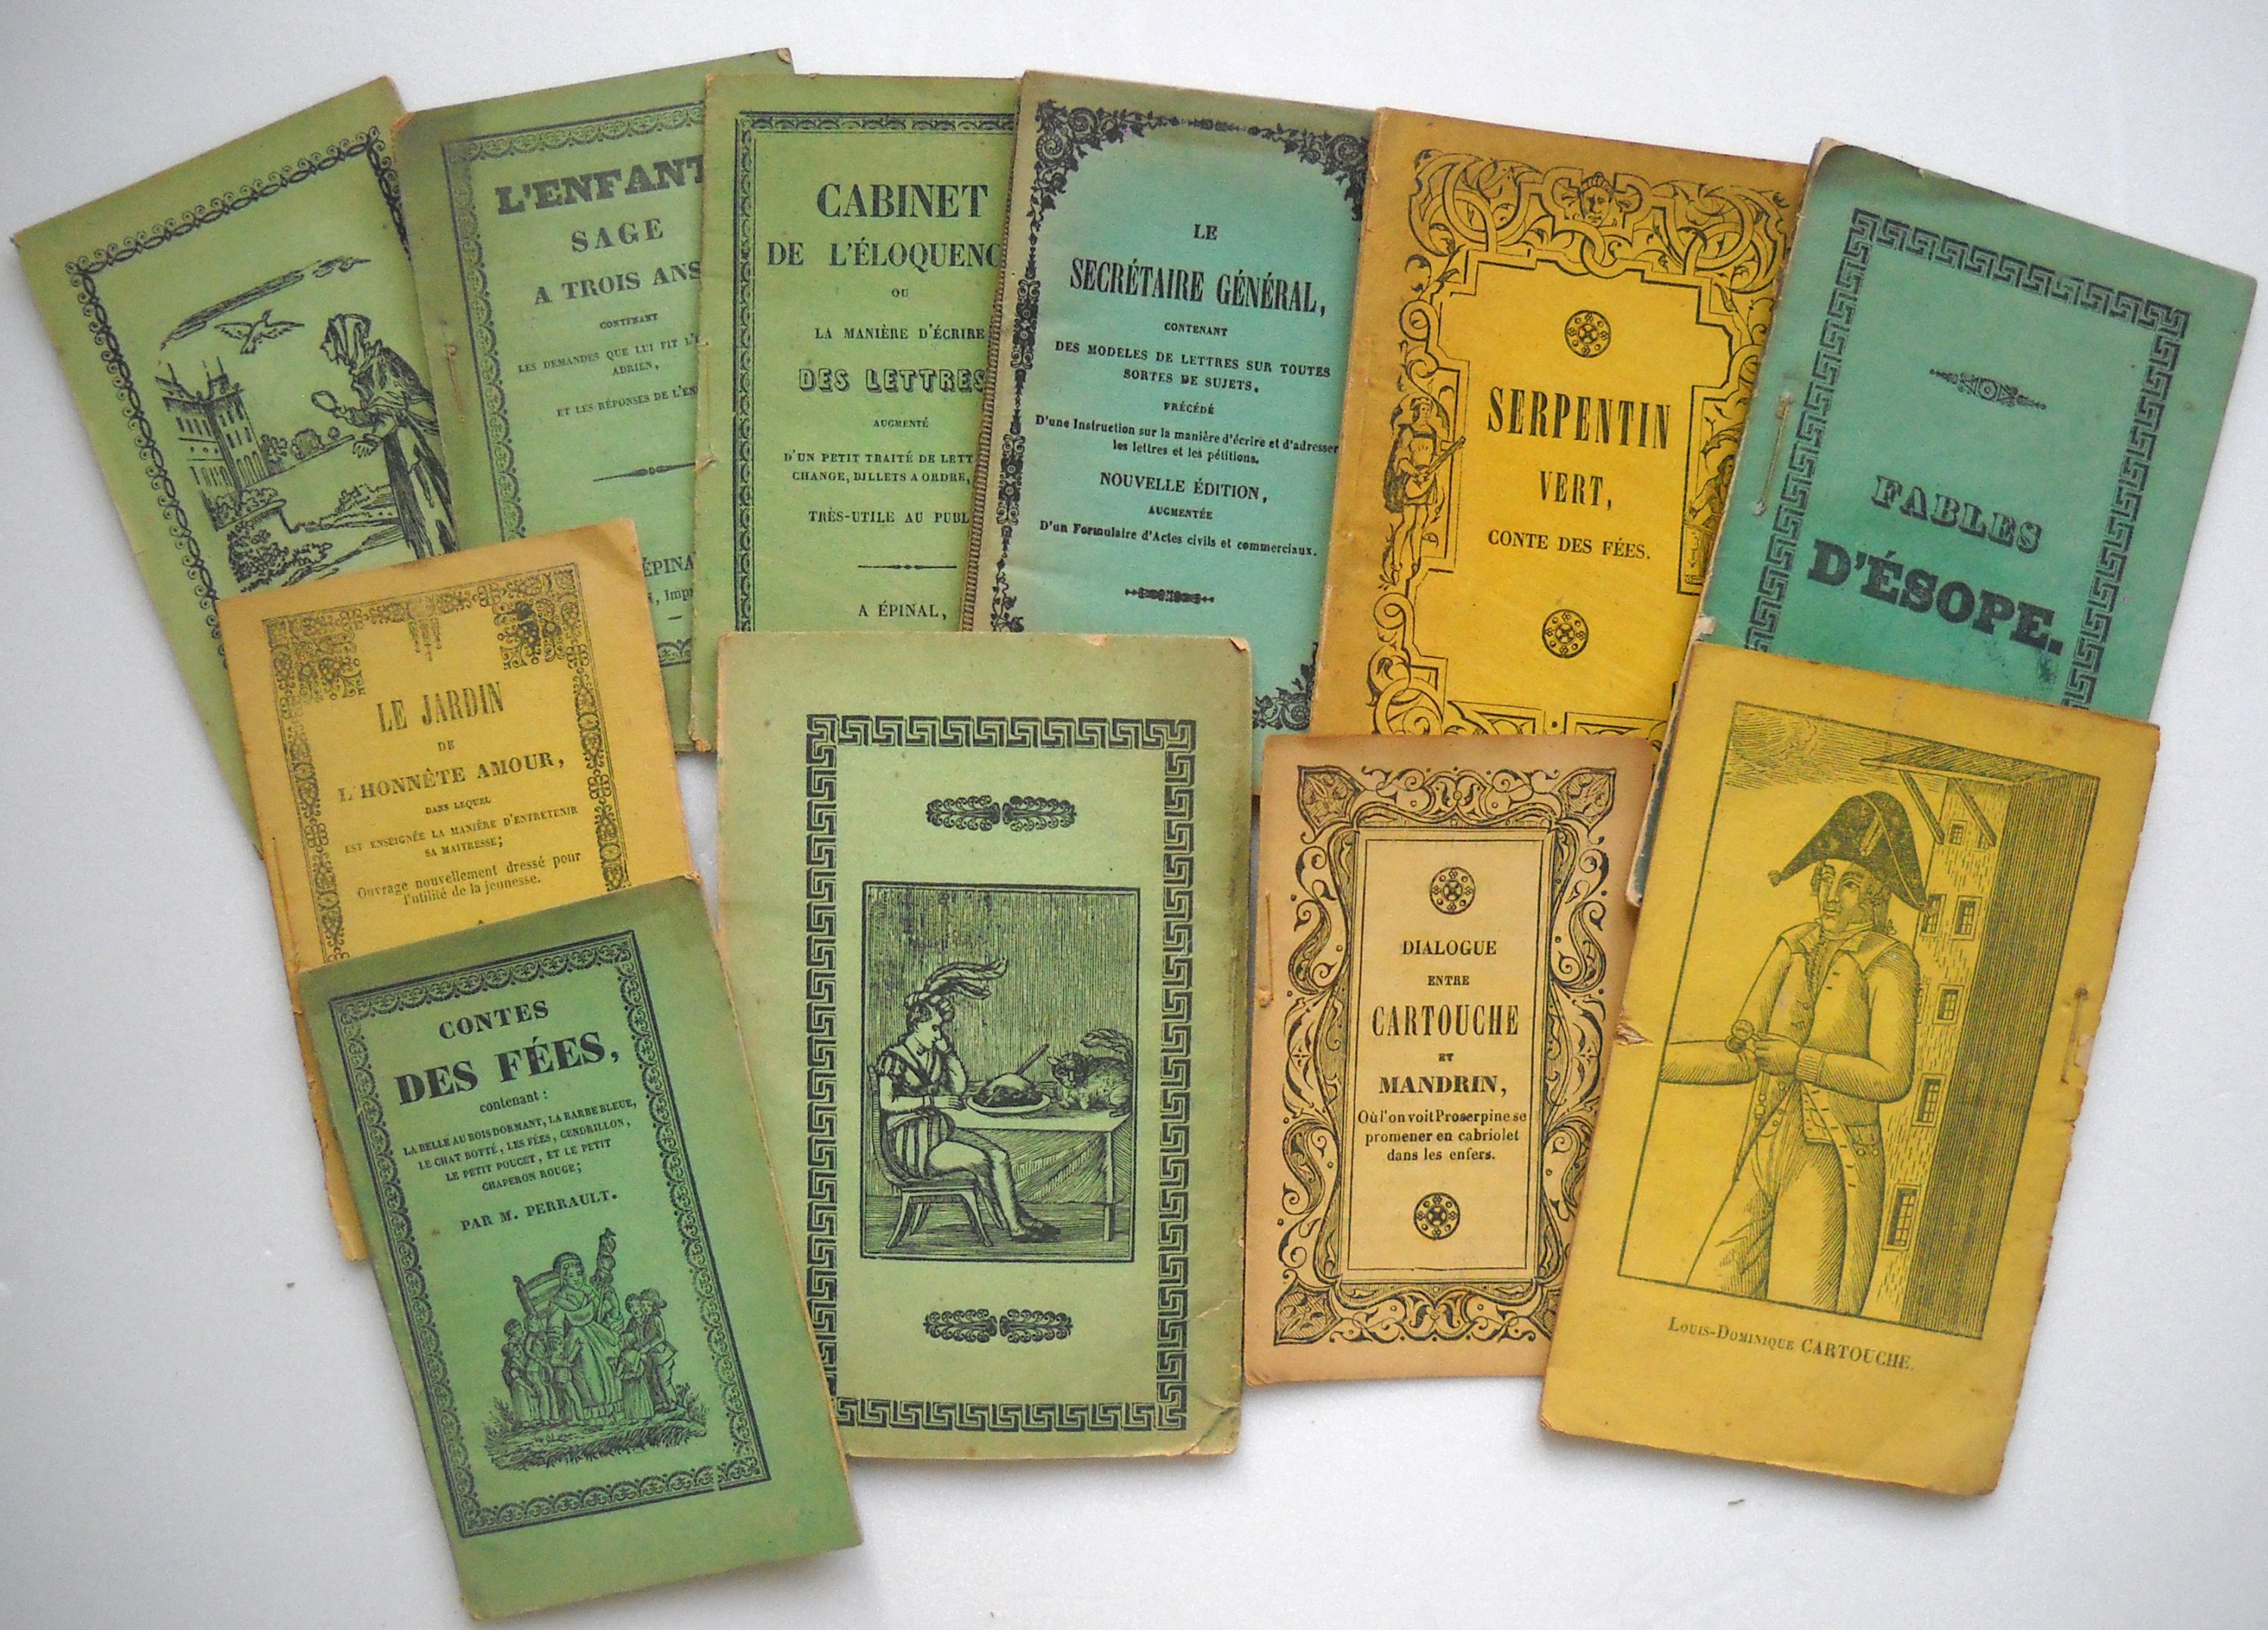 L'ENFANT
SAGE
A TROIS ANS
CONTENANT
LES DEMANDES QUE LUI FIT
ADRIEN,
ET LES RÉPONSES DE
CABINET
DE L'ÉLOQUENC
OU
LA MANIÈRE D'ÉCRIRE
DES LETTRES
AUGMENTÉ
D'UN PETIT TRAITÉ DE LETT
CHANGE, BILLETS A ORDRE,
TRÈS-UTILE AU PUBL
A ÉPINAL,
LE
SECRÉTAIRE GÉNÉRAL,
CONTENANT
DES MODÈLES DE LETTRES SUR TOUTES
SORTES DE SUJETS,
PRÉCÉDÉ
D'une Instruction sur la manière d'écrire et d'adresser
les lettres et les pétitions.
NOUVELLE ÉDITION,
AUGMENTÉE
D'un Formulaire d'Actes civils et commerciaux.
SERPENTIN
VERT,
CONTE DES FÉES.
FABLES
D'ÉSOPE.
LE JARDIN
DE
L'HONNÊTE AMOUR,
DANS LEQUEL
EST ENSEIGNÉE LA MANIÈRE D'ENTRETENIR
SA MAITRESSE;
Ouvrage nouvellement dressé pour
l'utilité de la jeunesse.
CONTES
DES FÉES,
contenant :
LA BELLE AU BOIS DORMANT, LA BARBE BLEUE,
LE CHAT BOTTÉ, LES FÉES, CENDRILLON,
LE PETIT POUCET, ET LE PETIT
CHAPERON ROUGE;
PAR M. PERRAULT.
DIALOGUE
ENTRE
CARTOUCHE
ET
MANDRIN,
Où l'on voit Proserpine se
promener en cabriolet
dans les enfers.
LOUIS-DOMINIQUE CARTOUCHE.